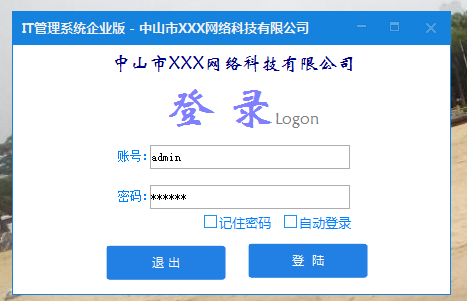 IT管理系统企业版 - 中山市XXX网络科技有限公司
中山市XXX网络科技有限公司
登 录Logon
账号:admin
密码:******
记住密码 自动登录
退 出 登 陆